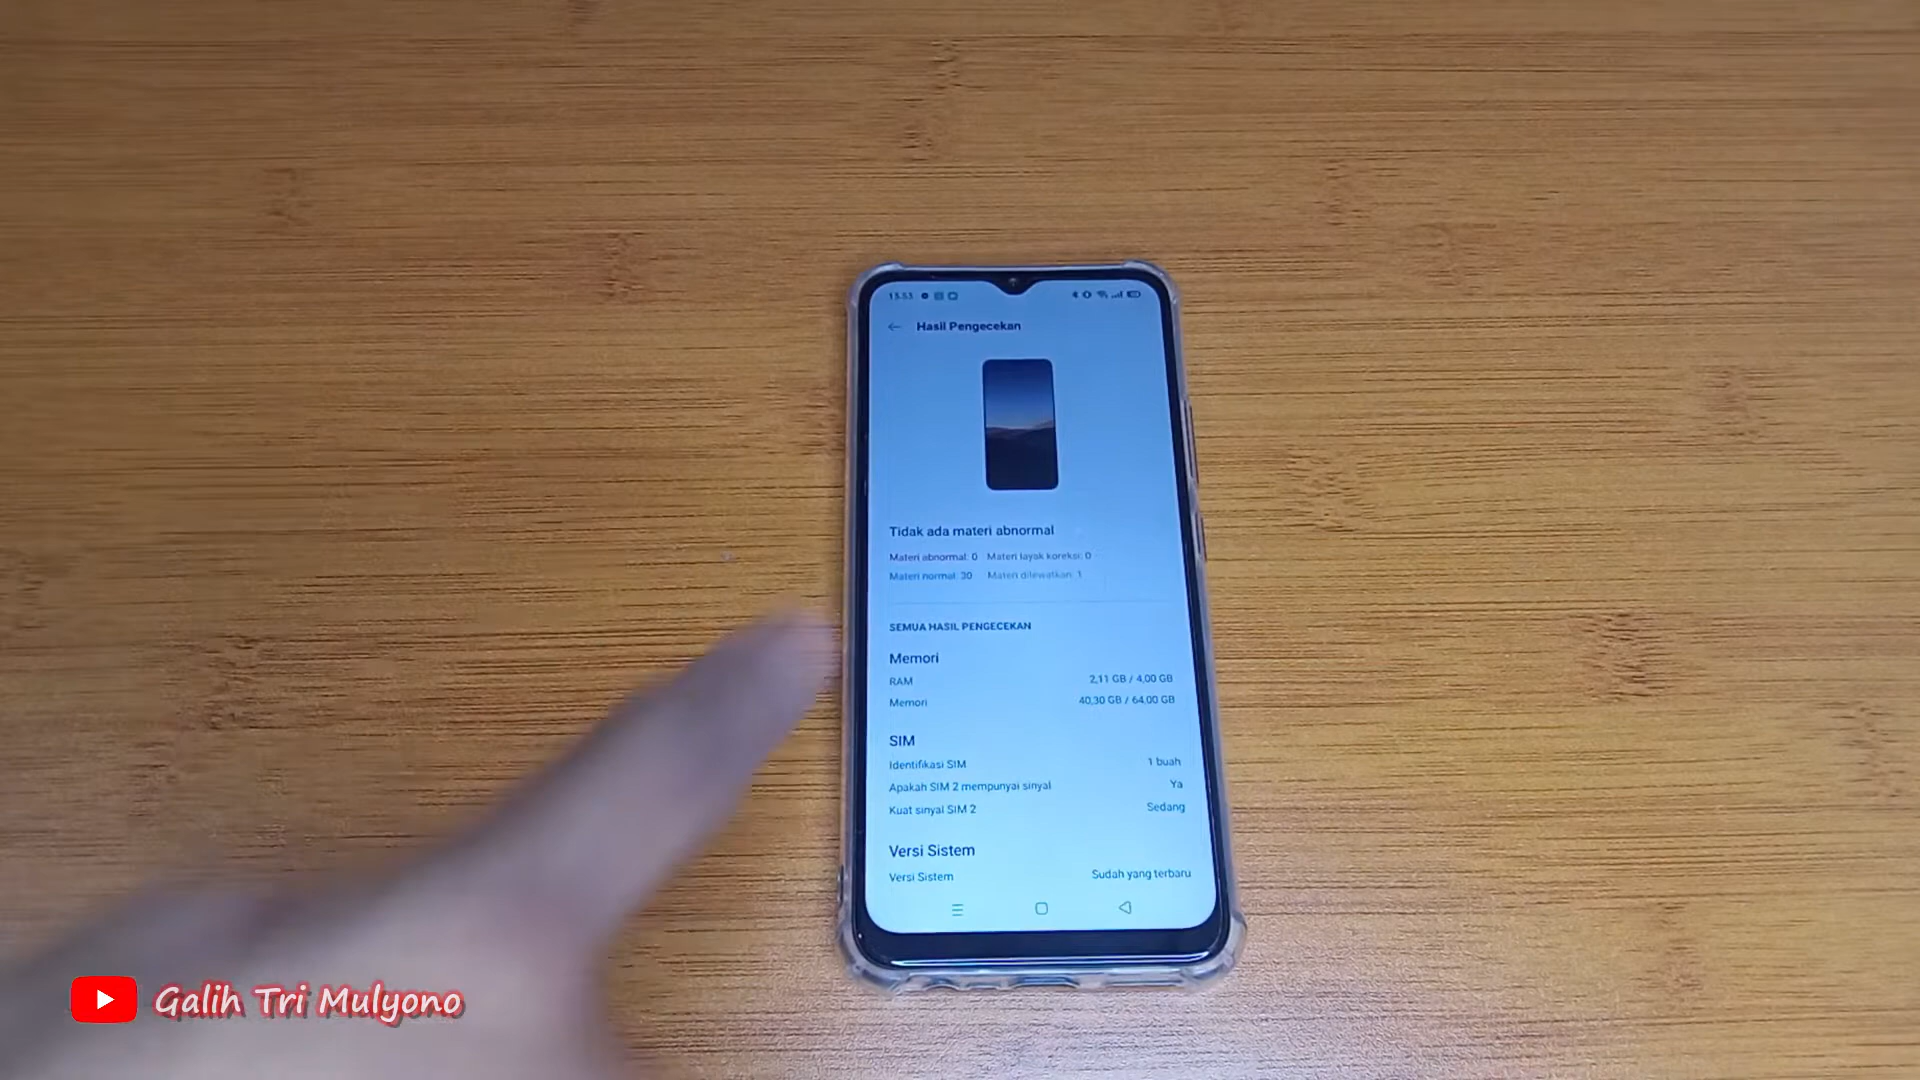 13.53
Hasil Pengecekan
Tidak ada materi abnormal
Materi abnormal: 0 Materi layak koreksi: 0
Materi normal: 30 Materi dilewatkan: 1
SEMUA HASIL PENGECEKAN
Memori
RAM 2,11 GB / 4,00 GB
Memori 40,30 GB / 64,00 GB
SIM
Identifikasi SIM 1 buah
Apakah SIM 2 mempunyai sinyal Ya
Kuat sinyal SIM 2 Sedang
Versi Sistem
Versi Sistem Sudah yang terbaru
Galih Tri Mulyono